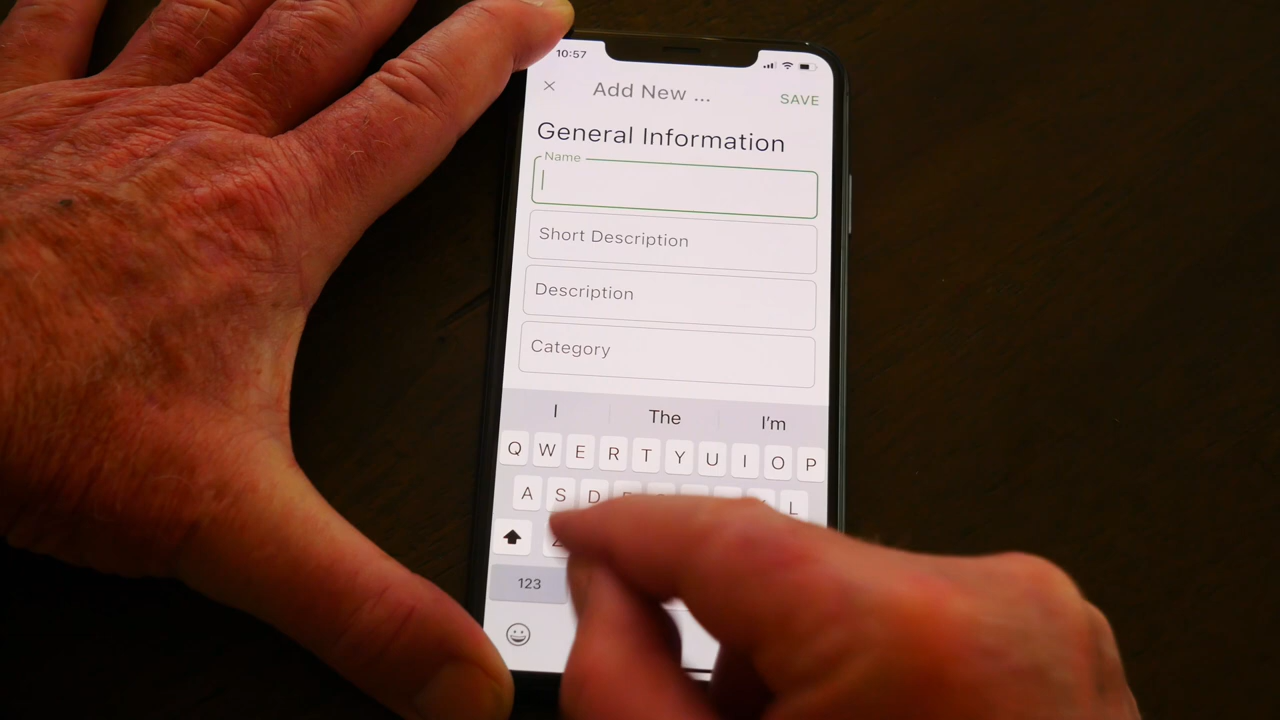 10:57
Add New ...
SAVE
General Information
Name
Short Description
Description
Category
I The I'm
Q W E R T Y U I O P
A S D L
123